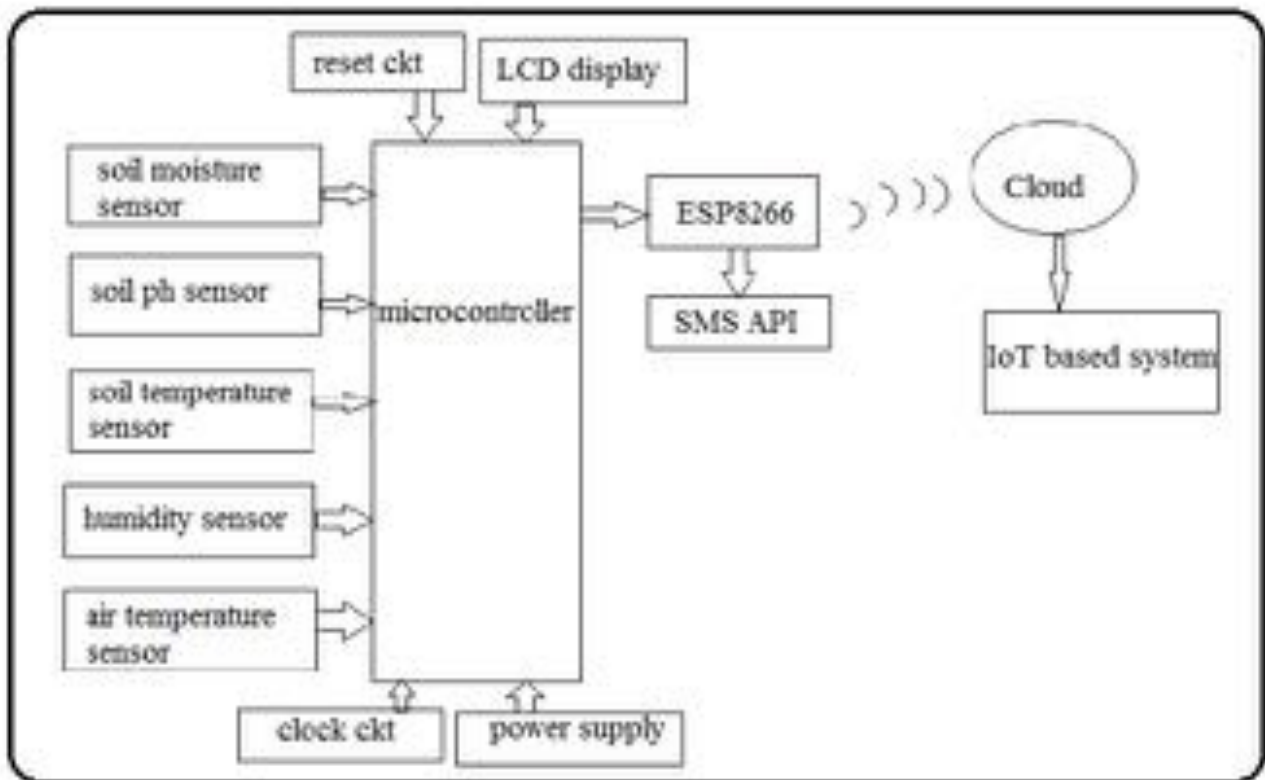 reset ckt
LCD display
soil moisture
sensor
soil ph sensor
soil temperature
sensor
humidity sensor
air temperature
sensor
microcontroller
ESP8266
SMS API
Cloud
IoT based system
clock ckt
power supply